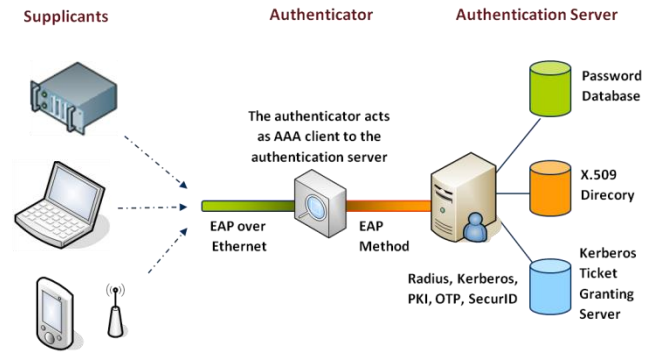 Supplicants
Authenticator
Authentication Server
The authenticator acts
as AAA client to the
authentication server
EAP over
Ethernet
EAP
Method
Radius, Kerberos,
PKI, OTP, SecurID
Password
Database
X.509
Direcory
Kerberos
Ticket
Granting
Server